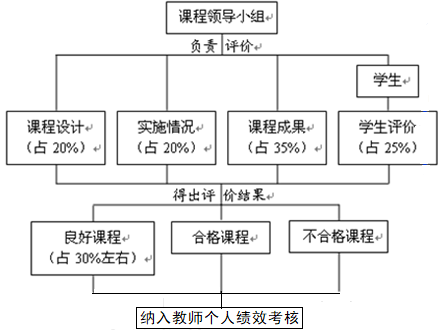 课程领导小组
负责 评价
学生
课程设计
（占 20%）
实施情况
（占 20%）
课程成果
（占 35%）
学生评价
（占 25%）
得出评 价结果
良好课程
（占 30%左右）
合格课程
不合格课程
纳入教师个人绩效考核